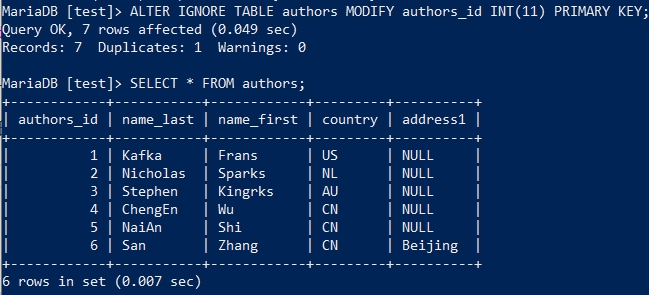 MariaDB [test]> ALTER IGNORE TABLE authors MODIFY authors_id INT(11) PRIMARY KEY;
Query OK, 7 rows affected (0.049 sec)
Records: 7  Duplicates: 1  Warnings: 0

MariaDB [test]> SELECT * FROM authors;
+------------+-----------+------------+---------+----------+
| authors_id | name_last | name_first | country | address1 |
+------------+-----------+------------+---------+----------+
|          1 | Kafka     | Frans      | US      | NULL     |
|          2 | Nicholas  | Sparks     | NL      | NULL     |
|          3 | Stephen   | Kingrks    | AU      | NULL     |
|          4 | ChengEn   | Wu         | CN      | NULL     |
|          5 | NaiAn     | Shi        | CN      | NULL     |
|          6 | San       | Zhang      | CN      | Beijing  |
+------------+-----------+------------+---------+----------+
6 rows in set (0.007 sec)